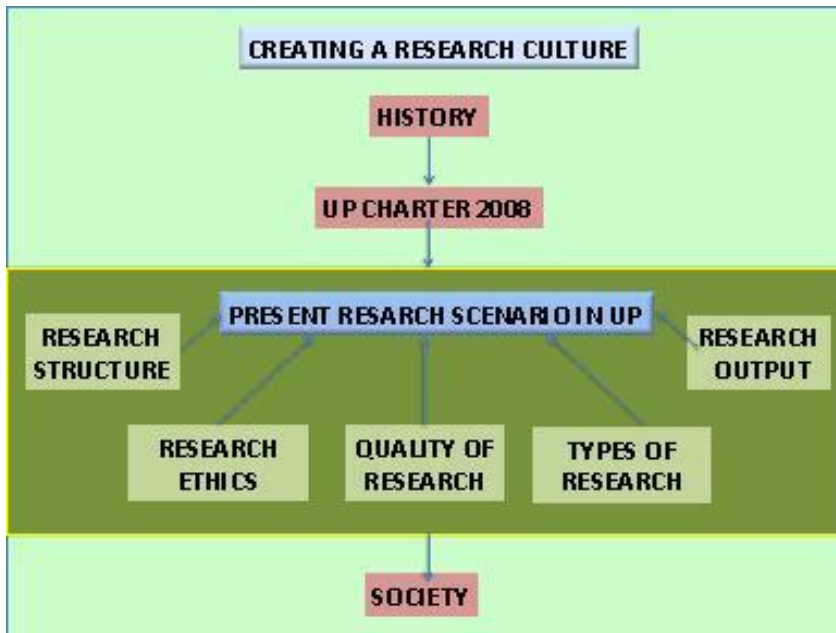 CREATING A RESEARCH CULTURE
HISTORY
UP CHARTER 2008
PRESENT RESARCH SCENARIO IN UP
RESEARCH
STRUCTURE
RESEARCH
OUTPUT
RESEARCH
ETHICS
QUALITY OF
RESEARCH
TYPES OF
RESEARCH
SOCIETY